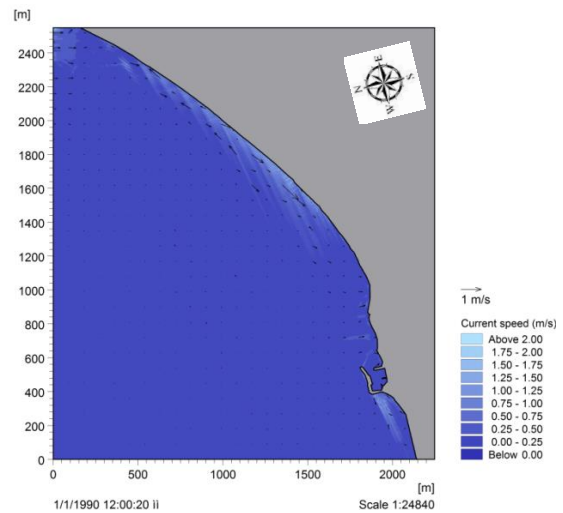 [m]
2400
2200
2000
1800
1600
1400
1200
1000
800
600
400
200
0
0 500 1000 1500 2000
[m]
E
N S
W
1 m/s
Current speed (m/s)
Above 2.00
1.75 - 2.00
1.50 - 1.75
1.25 - 1.50
1.00 - 1.25
0.75 - 1.00
0.50 - 0.75
0.25 - 0.50
0.00 - 0.25
Below 0.00
1/1/1990 12:00:20 ìì Scale 1:24840